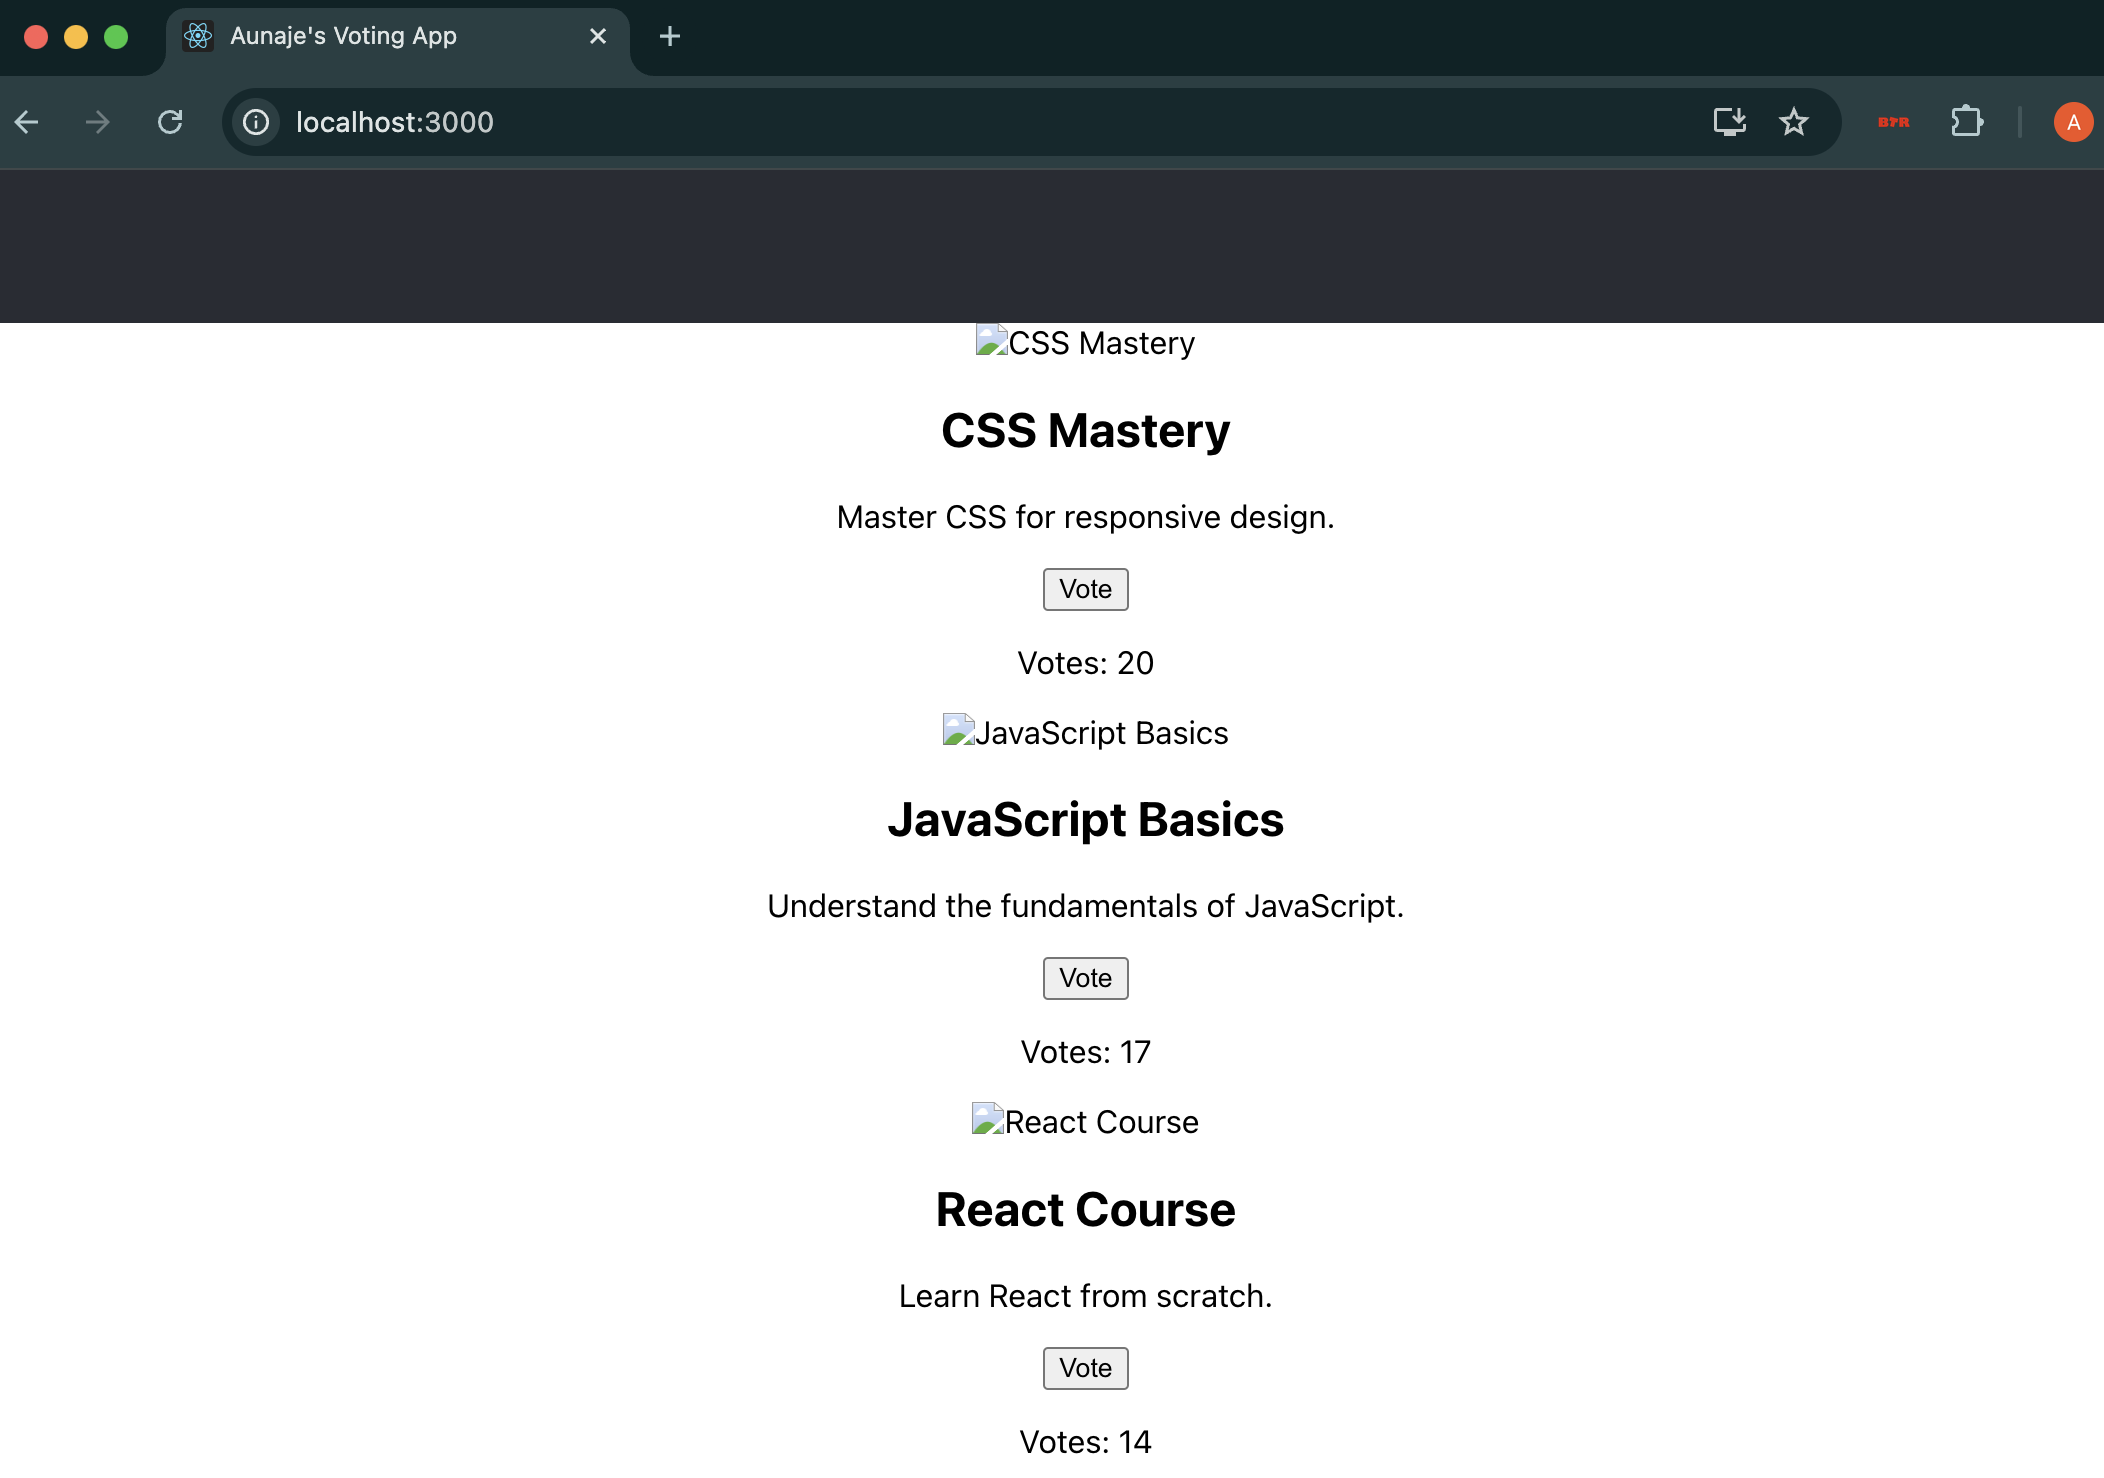 Aunaje's Voting App
localhost:3000
BTR
A
CSS Mastery
CSS Mastery
Master CSS for responsive design.
Vote
Votes: 20
JavaScript Basics
JavaScript Basics
Understand the fundamentals of JavaScript.
Vote
Votes: 17
React Course
React Course
Learn React from scratch.
Vote
Votes: 14